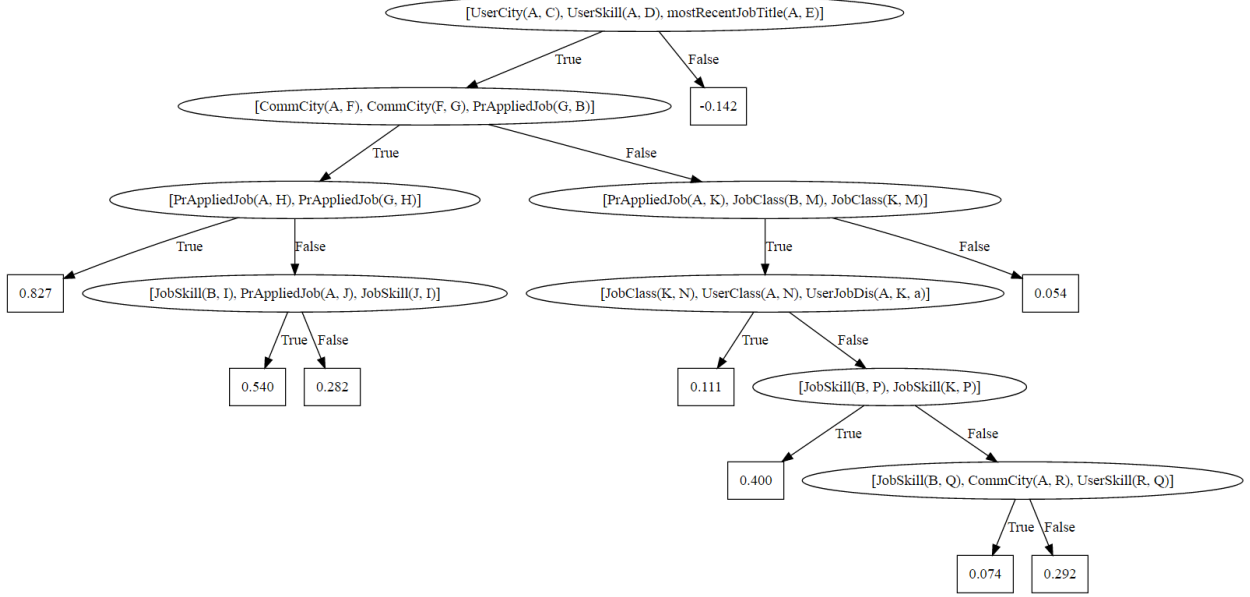 [UserCity(A, C), UserSkill(A, D), mostRecentJobTitle(A, E)]
True
False
[CommCity(A, F), CommCity(F, G), PrAppliedJob(G, B)]
-0.142
True
False
[PrAppliedJob(A, H), PrAppliedJob(G, H)]
[PrAppliedJob(A, K), JobClass(B, M), JobClass(K, M)]
True
False
True
False
0.827
[JobSkill(B, I), PrAppliedJob(A, J), JobSkill(J, I)]
[JobClass(K, N), UserClass(A, N), UserJobDis(A, K, a)]
0.054
True
False
True
False
0.540
0.282
0.111
[JobSkill(B, P), JobSkill(K, P)]
True
False
0.400
[JobSkill(B, Q), CommCity(A, R), UserSkill(R, Q)]
True
False
0.074
0.292